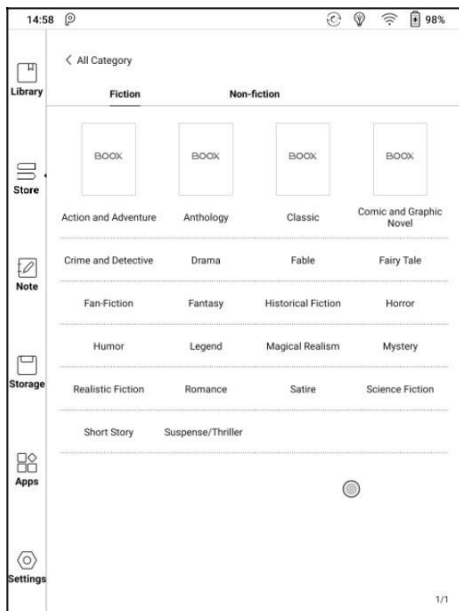 14:58 98%
All Category
Library
Fiction Non-fiction
BOOX BOOX BOOX BOOX
Store
Action and Adventure Anthology Classic Comic and Graphic Novel
Crime and Detective Drama Fable Fairy Tale
Note
Fan-Fiction Fantasy Historical Fiction Horror
Humor Legend Magical Realism Mystery
Storage
Realistic Fiction Romance Satire Science Fiction
Short Story Suspense/Thriller
Apps
Settings
1/1